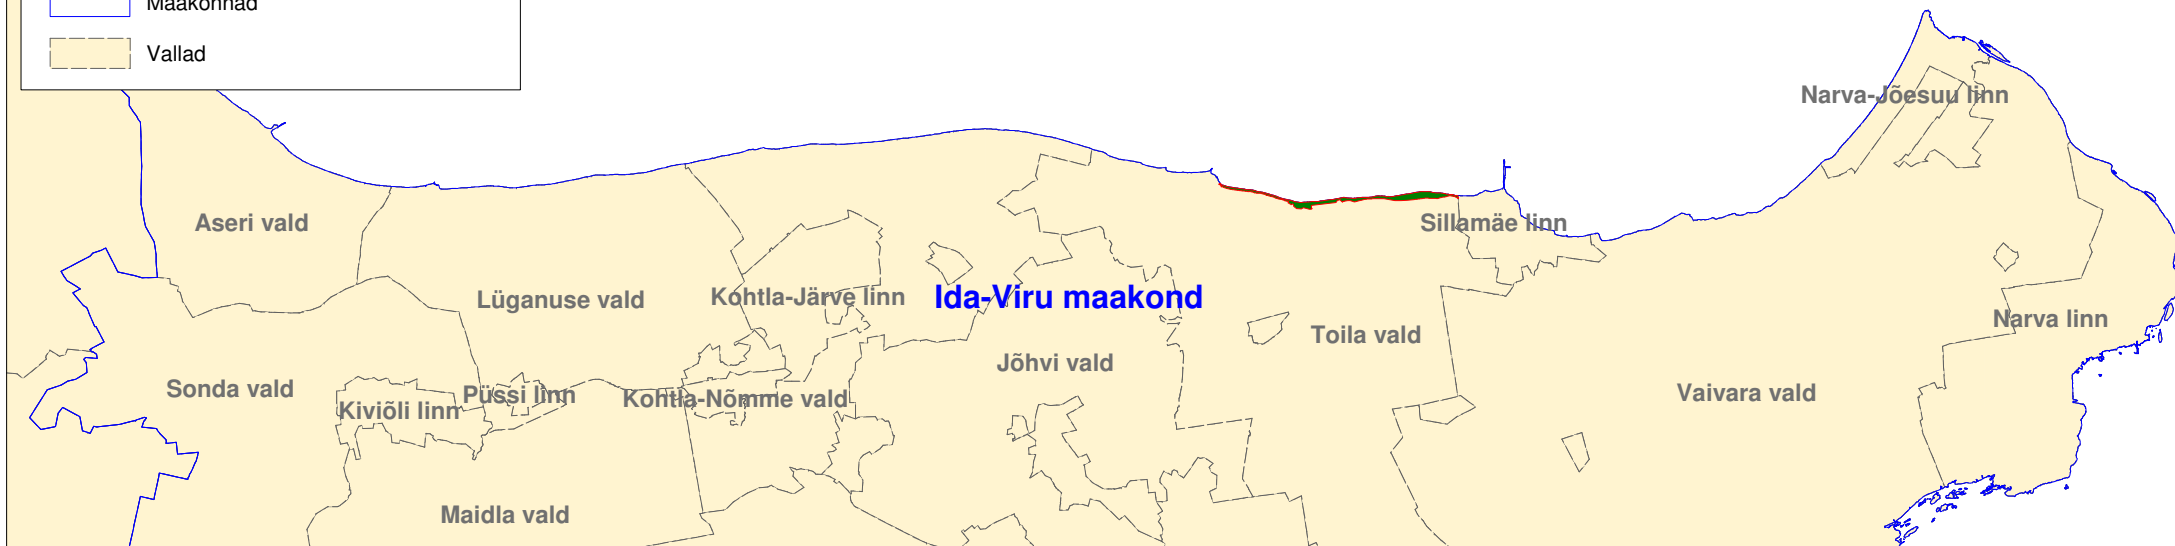 Maakonnad
Vallad
Narva-Jõesuu linn
Aseri vald
Sillamäe linn
Lüganuse vald
Kohtla-Järve linn
Ida-Viru maakond
Narva linn
Toila vald
Jõhvi vald
Sonda vald
Püssi linn
Kohtla-Nõmme vald
Vaivara vald
Kiviõli linn
Maidla vald